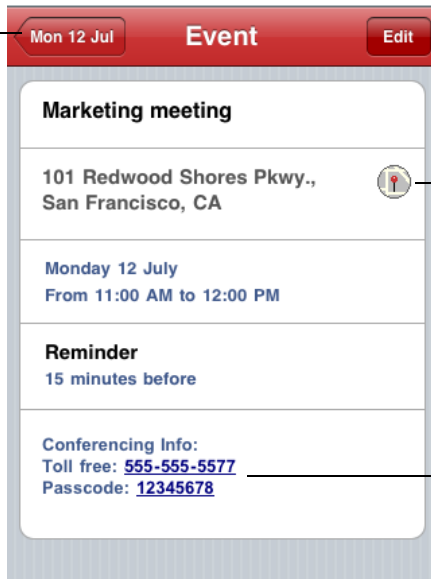 Mon 12 Jul Event Edit
Marketing meeting
101 Redwood Shores Pkwy.,
San Francisco, CA
Monday 12 July
From 11:00 AM to 12:00 PM
Reminder
15 minutes before
Conferencing Info:
Toll free: 555-555-5577
Passcode: 12345678